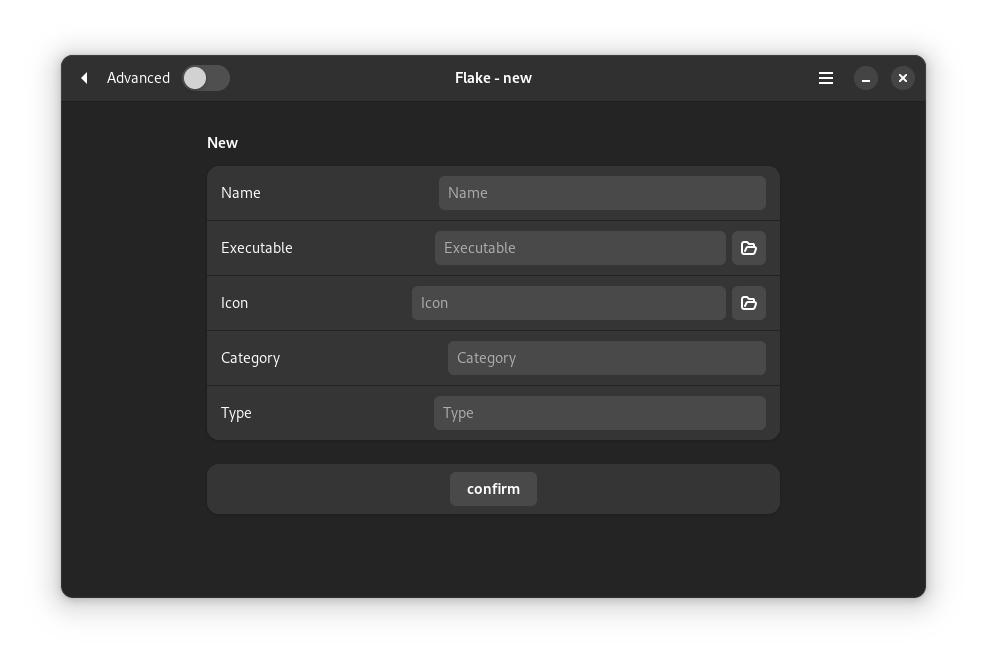 Advanced
Flake - new
New
Name Name
Executable Executable
Icon Icon
Category Category
Type Type
confirm